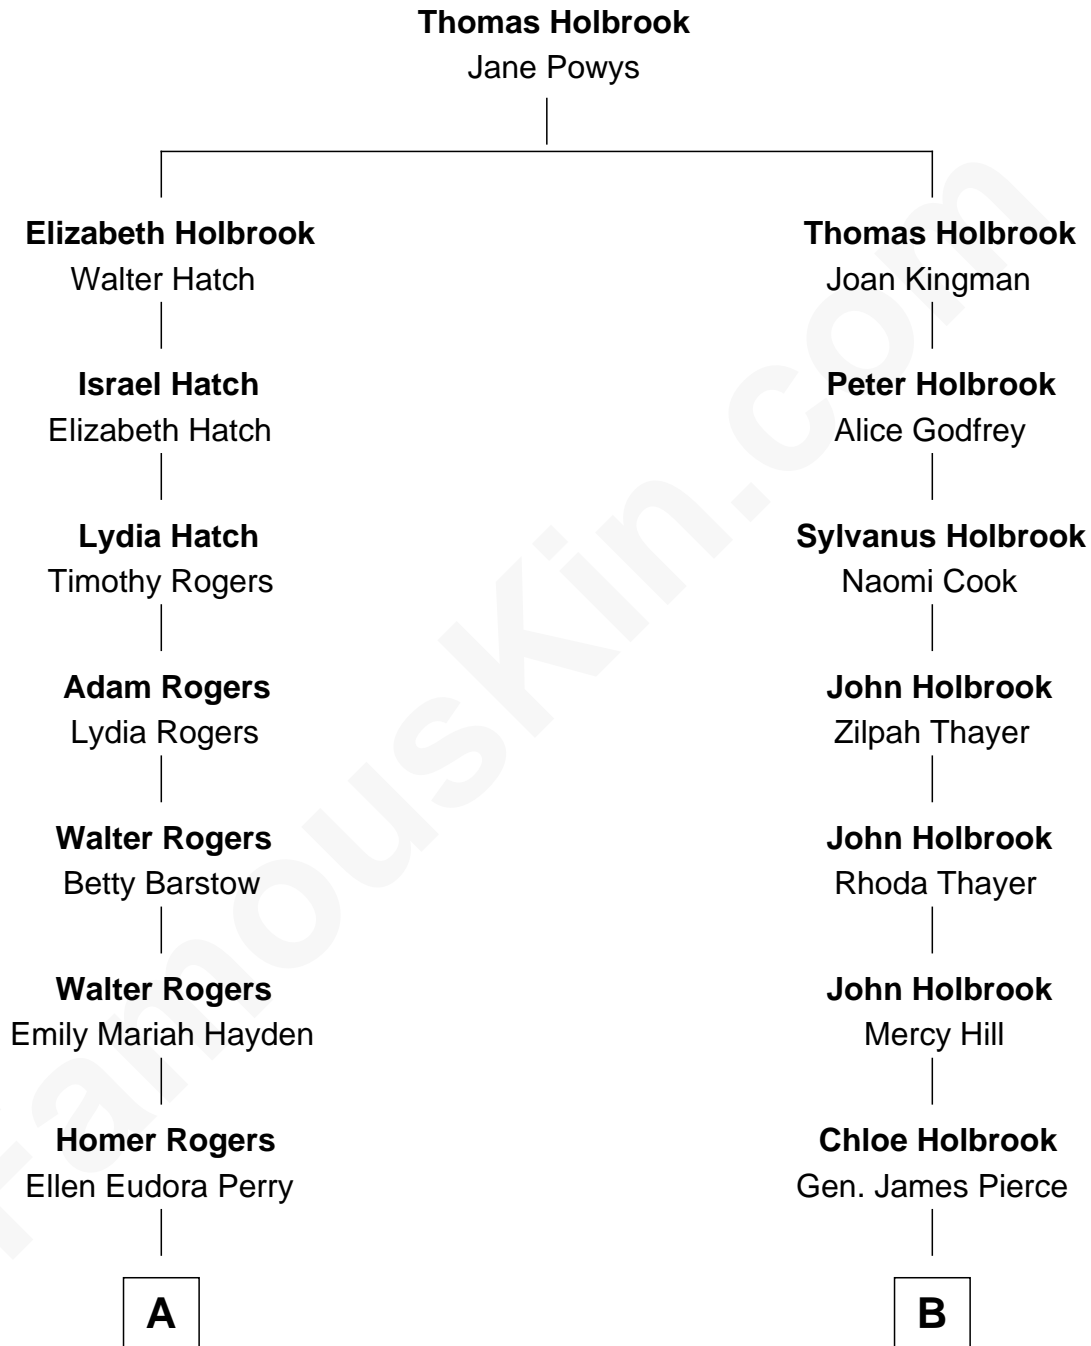 Thomas Holbrook
Jane Powys
Elizabeth Holbrook
Walter Hatch
Thomas Holbrook
Joan Kingman
Israel Hatch
Elizabeth Hatch
Peter Holbrook
Alice Godfrey
Lydia Hatch
Timothy Rogers
Sylvanus Holbrook
Naomi Cook
Adam Rogers
Lydia Rogers
John Holbrook
Zilpah Thayer
Walter Rogers
Betty Barstow
John Holbrook
Rhoda Thayer
Walter Rogers
Emily Mariah Hayden
John Holbrook
Mercy Hill
Homer Rogers
Ellen Eudora Perry
Chloe Holbrook
Gen. James Pierce
A
B
FamousKin.com